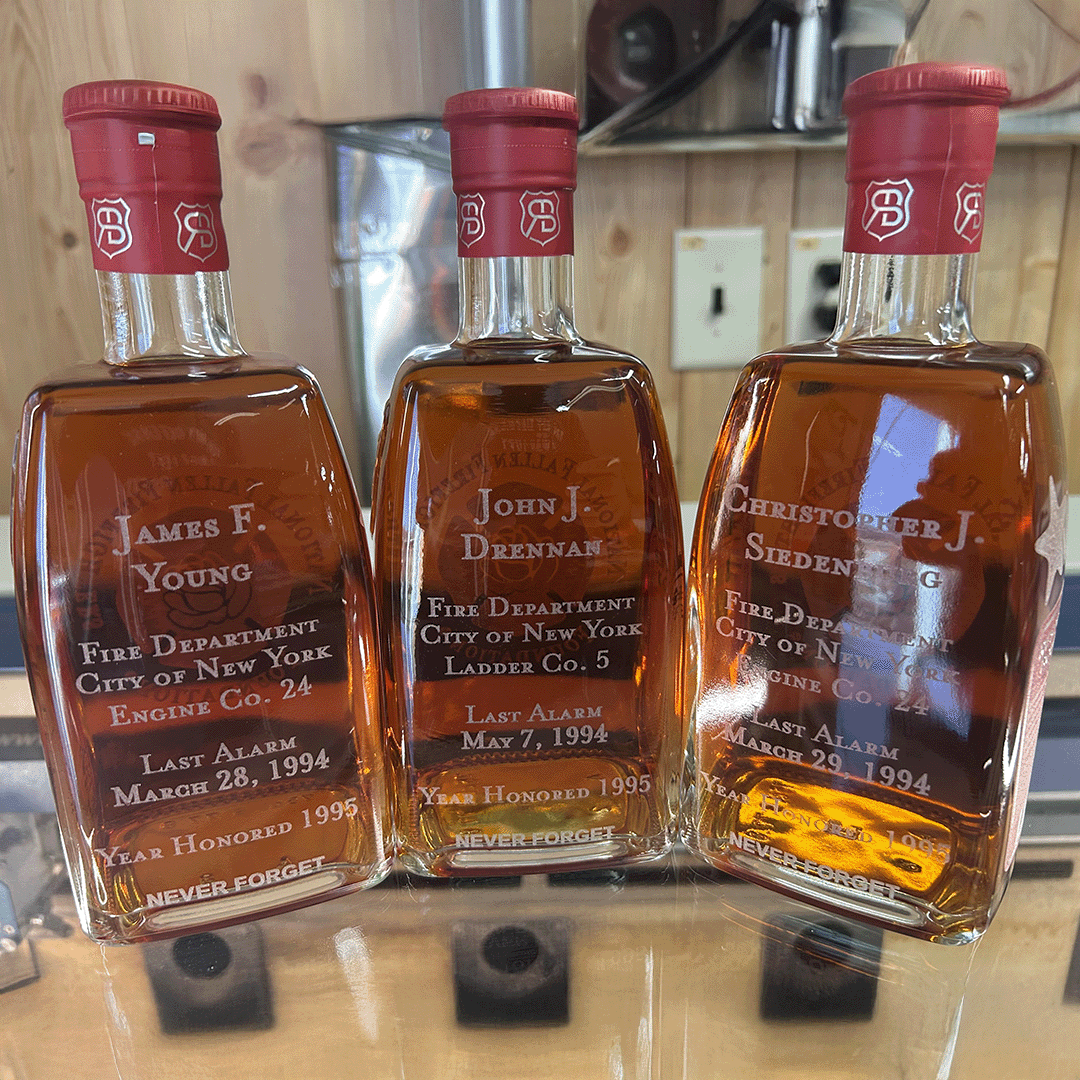 James F.
Young
Fire Department
City of New York
Engine Co. 24
Last Alarm
March 28, 1994
Year Honored 1995
NEVER FORGET
John J.
Drennan
Fire Department
City of New York
Ladder Co. 5
Last Alarm
May 7, 1994
Year Honored 1995
NEVER FORGET
Christopher J.
Fire Department
City of New York
Engine Co. 24
Last Alarm
March 29, 1994
Year Honored 1995
NEVER FORGET